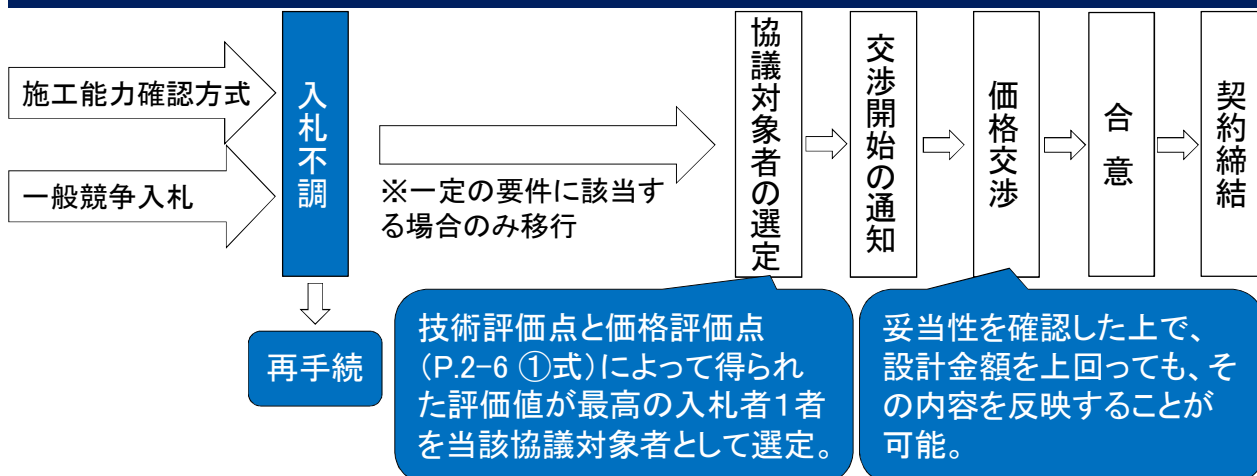 施工能力確認方式
一般競争入札
入札不調
※一定の要件に該当す
る場合のみ移行
再手続
協議対象者の選定
交渉開始の通知
価格交渉
合意
契約締結
技術評価点と価格評価点
(P.2-6 ①式)によって得られ
た評価値が最高の入札者1者
を当該協議対象者として選定。
妥当性を確認した上で、
設計金額を上回っても、そ
の内容を反映することが
可能。